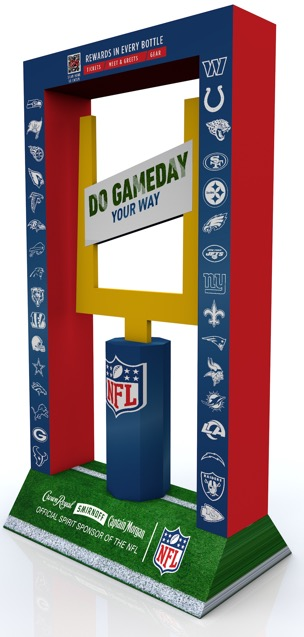 REWARDS IN EVERY BOTTLE
TICKETS MEET & GREETS GEAR
DO GAMEDAY
YOUR WAY
NFL
Crown Royal SMIRNOFF Captain Morgan
OFFICIAL SPIRIT SPONSOR OF THE NFL
NFL